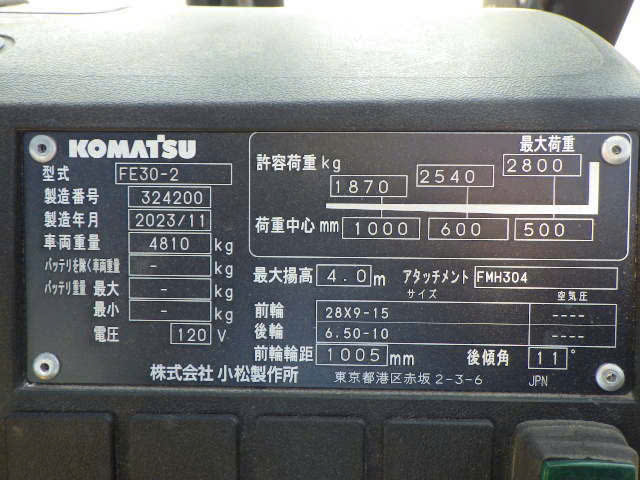 KOMATSU
型式 FE30-2
製造番号 324200
製造年月 2023/11
車両重量 4810 kg
バッテリを除く車両重量 - kg
バッテリ重量 最大 - kg
最小 - kg
電圧 120 V
最大荷重
許容荷重 kg 1870 2540 2800
荷重中心 mm 1000 600 500
最大揚高 4.0 m アタッチメント FMH304
サイズ 空気圧
前輪 28X9-15 ----
後輪 6.50-10 ----
前輪輪距 1005 mm 後傾角 11°
株式会社 小松製作所 東京都港区赤坂 2-3-6 JPN